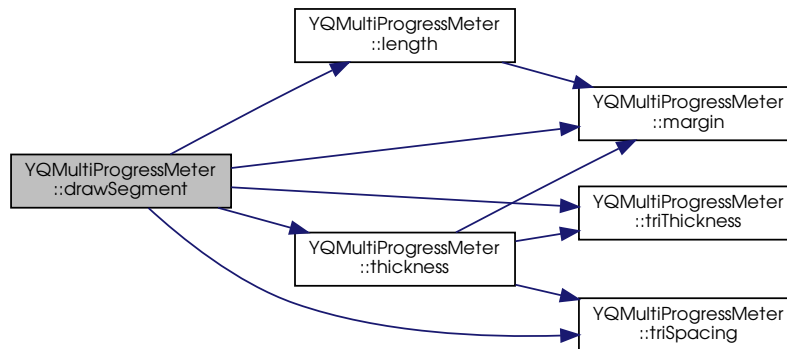 YQMultiProgressMeter
::length
YQMultiProgressMeter
::margin
YQMultiProgressMeter
::drawSegment
YQMultiProgressMeter
::triThickness
YQMultiProgressMeter
::thickness
YQMultiProgressMeter
::triSpacing